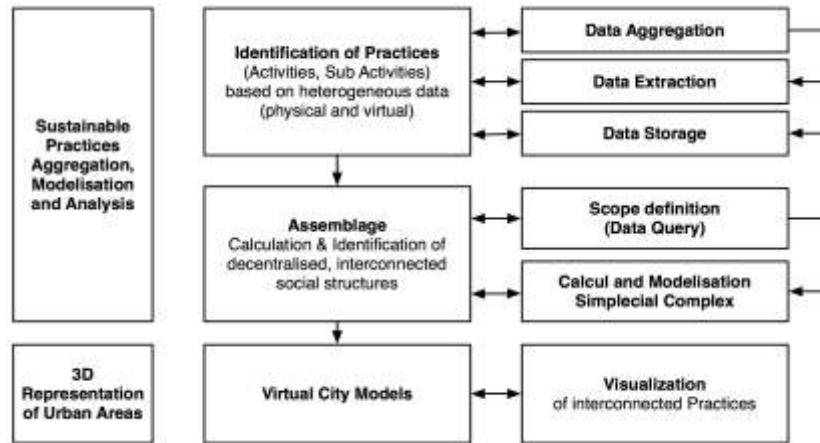 Sustainable
Practices
Aggregation,
Modelisation
and Analysis
3D
Representation
of Urban Areas
Identification of Practices
(Activities, Sub Activities)
based on heterogeneous data
(physical and virtual)
Assemblage
Calculation & Identification of
decentralised, interconnected
social structures
Virtual City Models
Data Aggregation
Data Extraction
Data Storage
Scope definition
(Data Query)
Calcul and Modelisation
Simplecial Complex
Visualization
of interconnected Practices